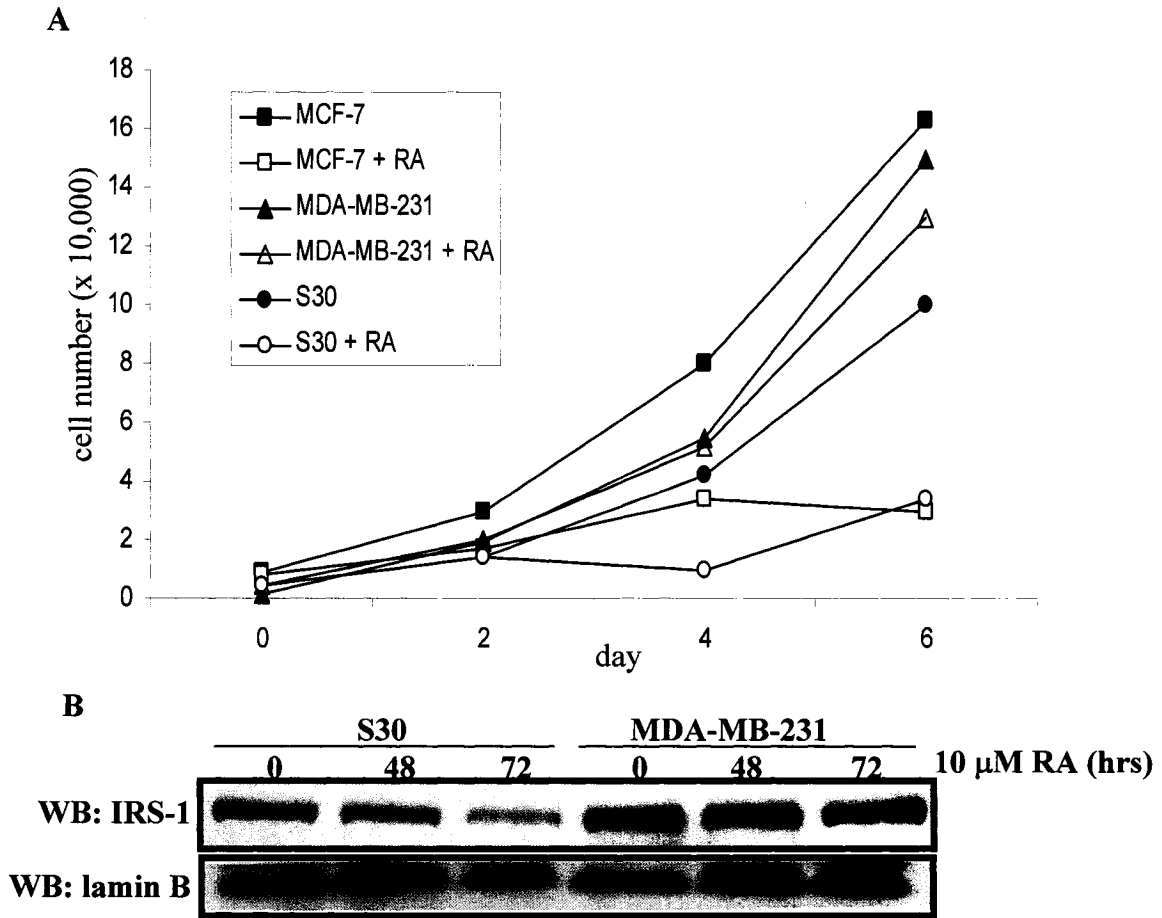 A
18
16
14
12
10
8
6
4
2
0
cell number (x 10,000)
MCF-7
MCF-7 + RA
MDA-MB-231
MDA-MB-231 + RA
S30
S30 + RA
0 2 4 6
day
B
S30 MDA-MB-231
0 48 72 0 48 72 10 μM RA (hrs)
WB: IRS-1
WB: lamin B